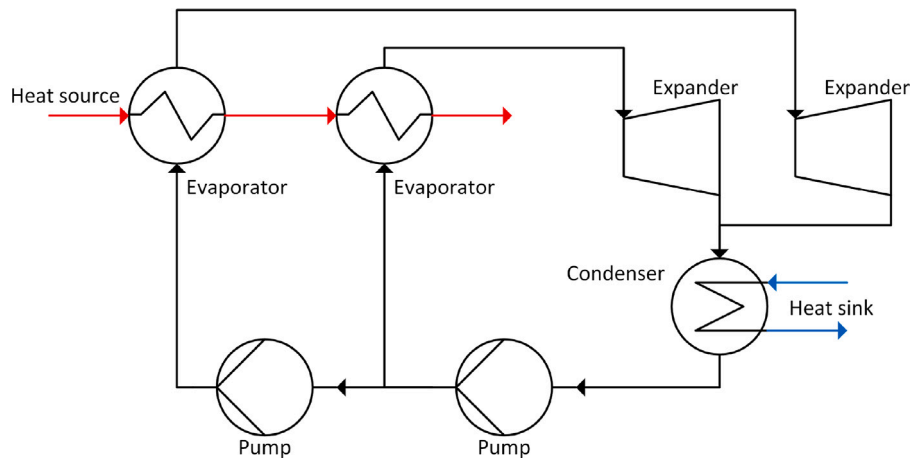 Heat source
Expander
Expander
Evaporator
Evaporator
Condenser
Heat sink
Pump
Pump